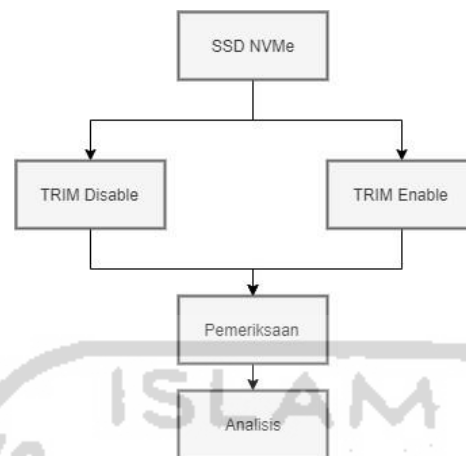 SSD NVMe
TRIM Disable
TRIM Enable
Pemeriksaan
ISLAM
Analisis